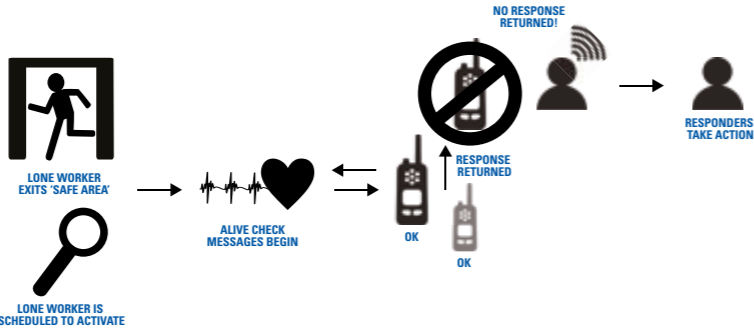 NO RESPONSE
RETURNED!
RESPONDERS
TAKE ACTION
LONE WORKER
EXITS ‘SAFE AREA’
RESPONSE
RETURNED
ALIVE CHECK
MESSAGES BEGIN
OK
OK
LONE WORKER IS
SCHEDULED TO ACTIVATE